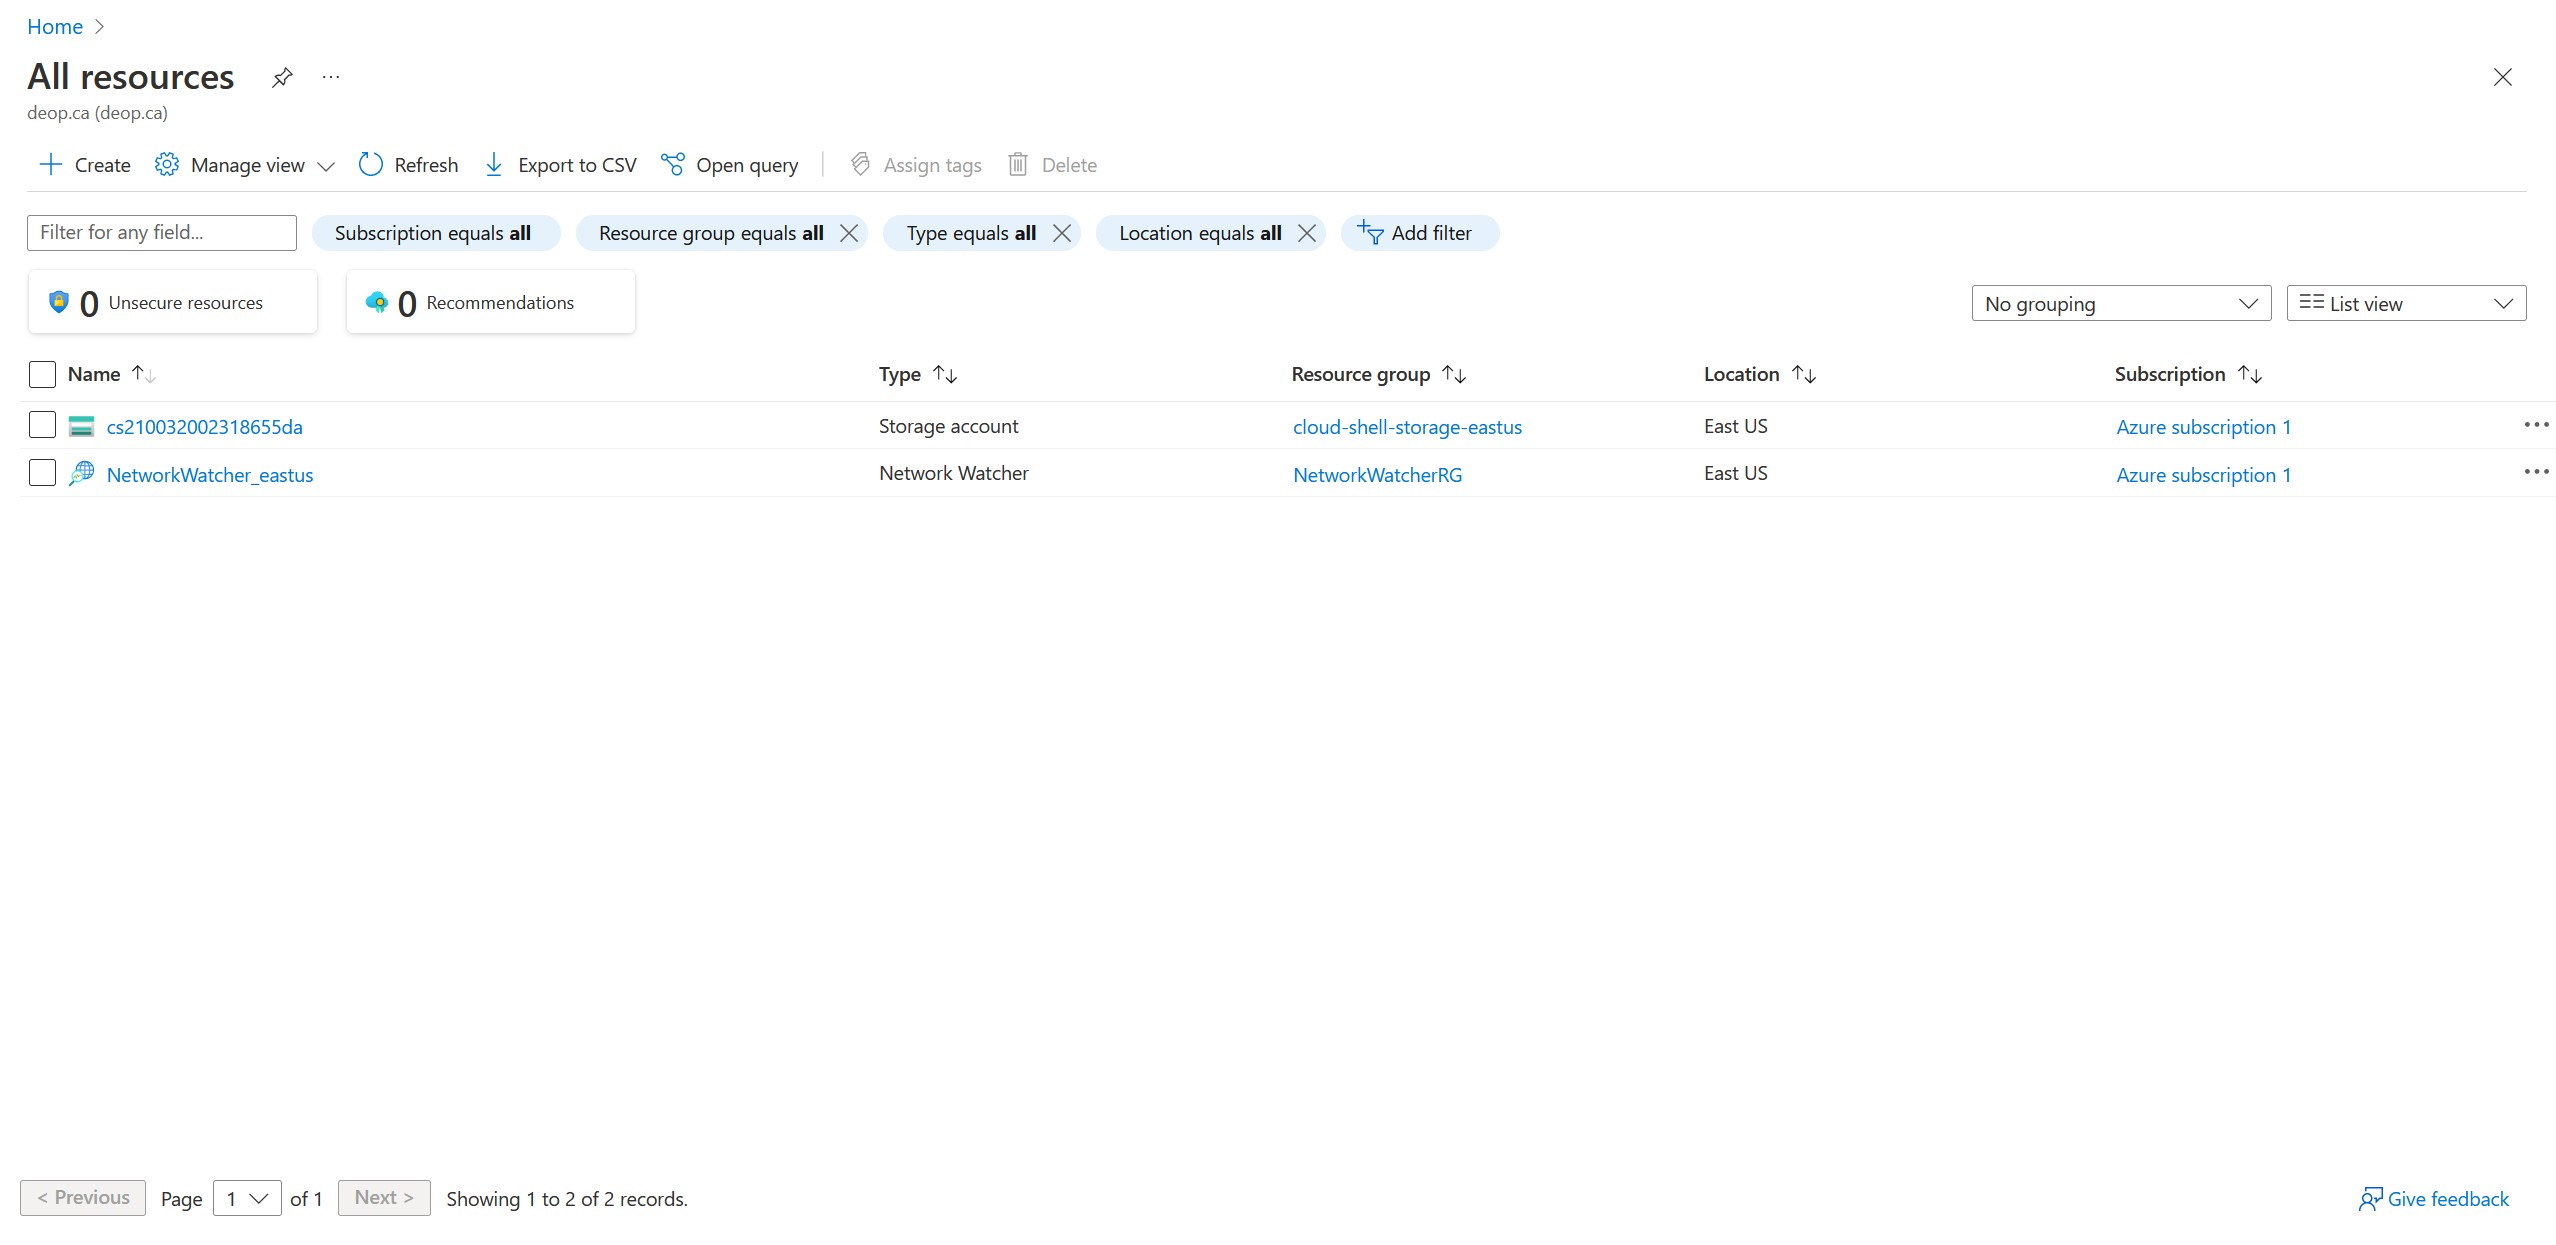 Home
All resources
deop.ca (deop.ca)
Create Manage view Refresh Export to CSV Open query Assign tags Delete
Filter for any field... Subscription equals all Resource group equals all Type equals all Location equals all Add filter
0 Unsecure resources 0 Recommendations No grouping List view
Name Type Resource group Location Subscription
cs210032002318655da Storage account cloud-shell-storage-eastus East US Azure subscription 1
NetworkWatcher_eastus Network Watcher NetworkWatcherRG East US Azure subscription 1
< Previous Page 1 of 1 Next > Showing 1 to 2 of 2 records. Give feedback